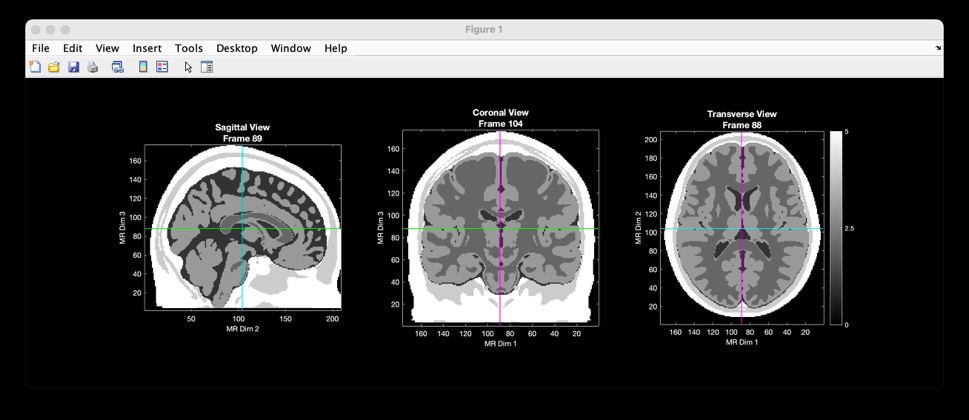 Figure 1
File Edit View Insert Tools Desktop Window Help
Sagittal View
Frame 89
MR Dim 3
160
140
120
100
80
60
40
20
50 100 150 200
MR Dim 2
Coronal View
Frame 104
MR Dim 3
160
140
120
100
80
60
40
20
160 140 120 100 80 60 40 20
MR Dim 1
Transverse View
Frame 88
MR Dim 2
200
180
160
140
120
100
80
60
40
20
160 140 120 100 80 60 40 20
MR Dim 1
5
2.5
0